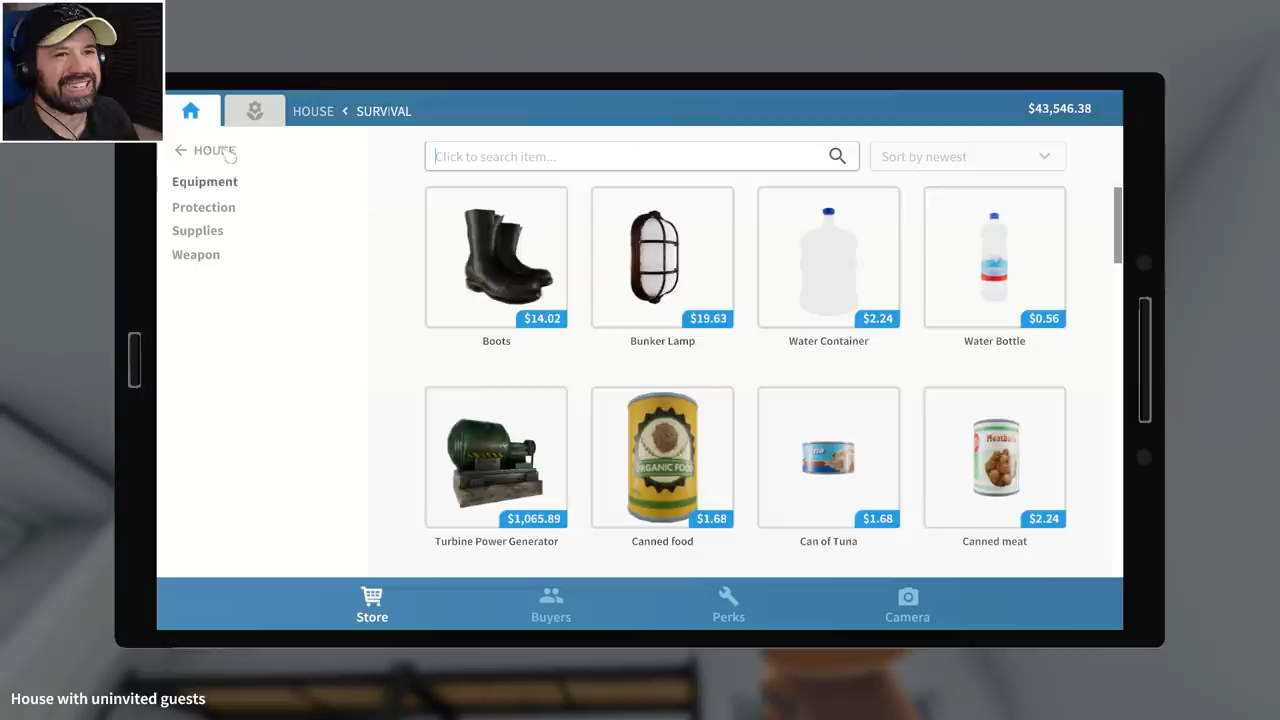 HOUSE < SURVIVAL
$43,546.38
HOUSE
Click to search item...
Sort by newest
Equipment
Protection
Supplies
Weapon
$14.02
$19.63
$2.24
$0.56
Boots
Bunker Lamp
Water Container
Water Bottle
ORGANIC FOOD
Meatballs
$1,065.89
$1.68
$1.68
$2.24
Turbine Power Generator
Canned food
Can of Tuna
Canned meat
Store
Buyers
Perks
Camera
House with uninvited guests